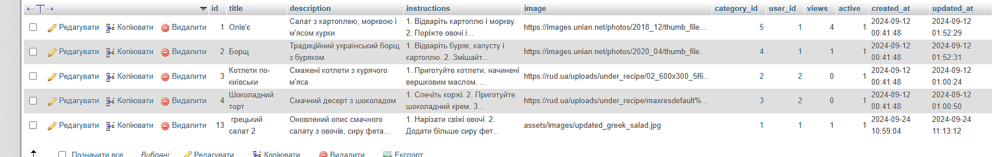 id title description instructions image category_id user_id views active created_at updated_at
Редагувати Копіювати Видалити 1 Олів'є Салат з картоплею, морквою і 1. Відваріть картоплю і моркву. https://images.unian.net/photos/2018_12/thumb_file... 5 1 4 1 2024-09-12 2024-09-12
м'ясом курки 2. Поріжте овочі і... 00:41:48 01:52:29
Редагувати Копіювати Видалити 2 Борщ Традиційний український борщ 1. Відваріть буряк, капусту і https://images.unian.net/photos/2020_04/thumb_file... 4 1 1 1 2024-09-12 2024-09-12
з буряком картоплю. 2. Змішайт... 00:41:48 01:52:31
Редагувати Копіювати Видалити 3 Котлети по- Смажені котлети з курячого 1. Приготуйте котлети, начинені https://rud.ua/uploads/under_recipe/02_600x300_5f6... 2 2 0 1 2024-09-12 2024-09-12
київськи м'яса вершковим маслом. ... 00:41:48 01:00:24
Редагувати Копіювати Видалити 4 Шоколадний Смачний десерт з шоколадом 1. Спечіть коржі. 2. Приготуйте https://rud.ua/uploads/under_recipe/maxresdefault%... 3 2 0 1 2024-09-12 2024-09-12
торт шоколадний крем. 3... 00:41:48 01:00:50
Редагувати Копіювати Видалити 13 грецький Оновлений опис смачного 1. Нарізати свіжі овочі. 2. assets/images/updated_greek_salad.jpg 1 1 1 1 2024-09-24 2024-09-24
салат 2 салату з овочів, сиру фета... Додати більше сиру фет... 10:59:04 11:13:12
Позначити все Вибрані: Редагувати Копіювати Видалити Експорт